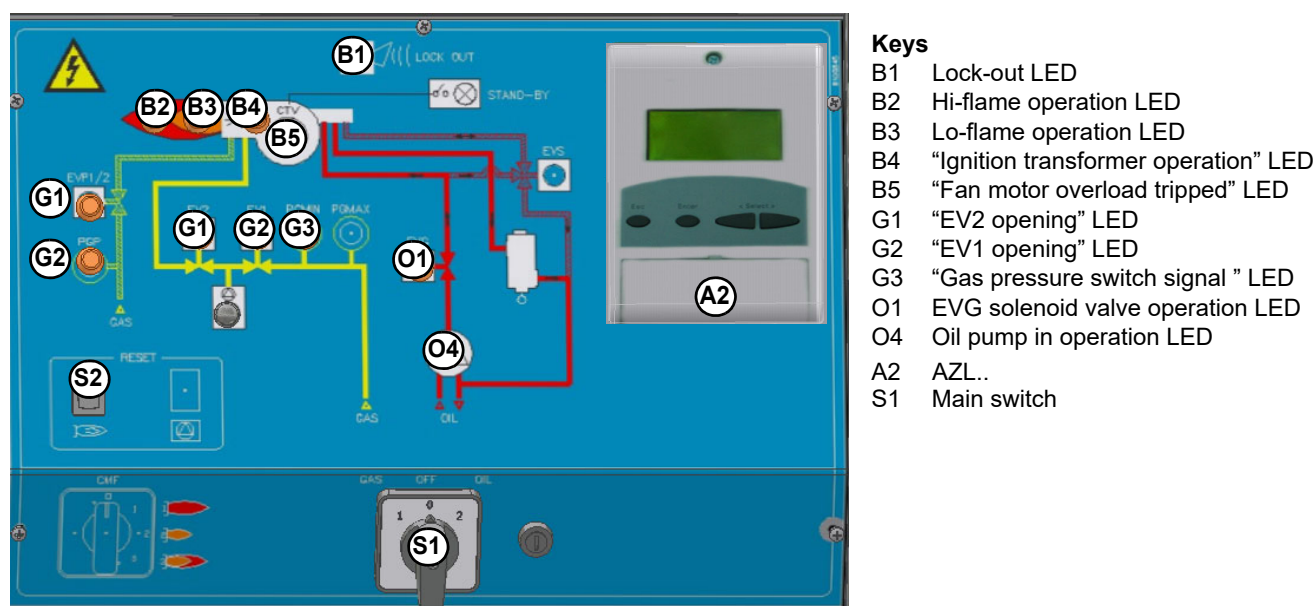 B1 LOCK OUT
STAND-BY
B2 B3 B4 CTV
B5
EVS
EVP1/2
G1
EV2 EV1 PGMIN PGMAX
G1 G2 G3
PGP
G2
O1
Esc Enter < Select >
A2
GAS
O4
RESET
S2
GAS OIL
CMF
GAS OFF OIL
0
1 2
S1
1
2
3
Keys
B1 Lock-out LED
B2 Hi-flame operation LED
B3 Lo-flame operation LED
B4 “Ignition transformer operation” LED
B5 “Fan motor overload tripped” LED
G1 “EV2 opening” LED
G2 “EV1 opening” LED
G3 “Gas pressure switch signal ” LED
O1 EVG solenoid valve operation LED
O4 Oil pump in operation LED
A2 AZL..
S1 Main switch